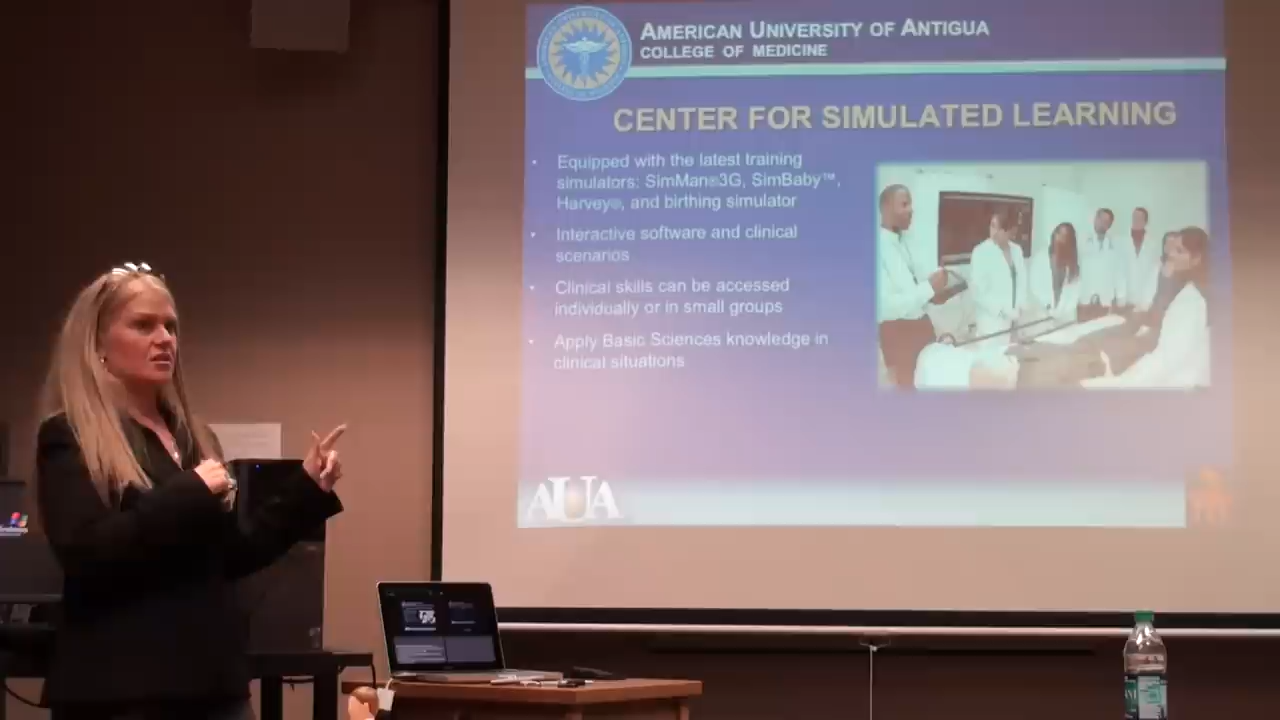 AMERICAN UNIVERSITY OF ANTIGUA
COLLEGE OF MEDICINE
CENTER FOR SIMULATED LEARNING
• Equipped with the latest training
simulators: SimMan®3G, SimBaby™,
Harvey®, and birthing simulator
• Interactive software and clinical
scenarios
• Clinical skills can be accessed
individually or in small groups
• Apply Basic Sciences knowledge in
clinical situations
AUA